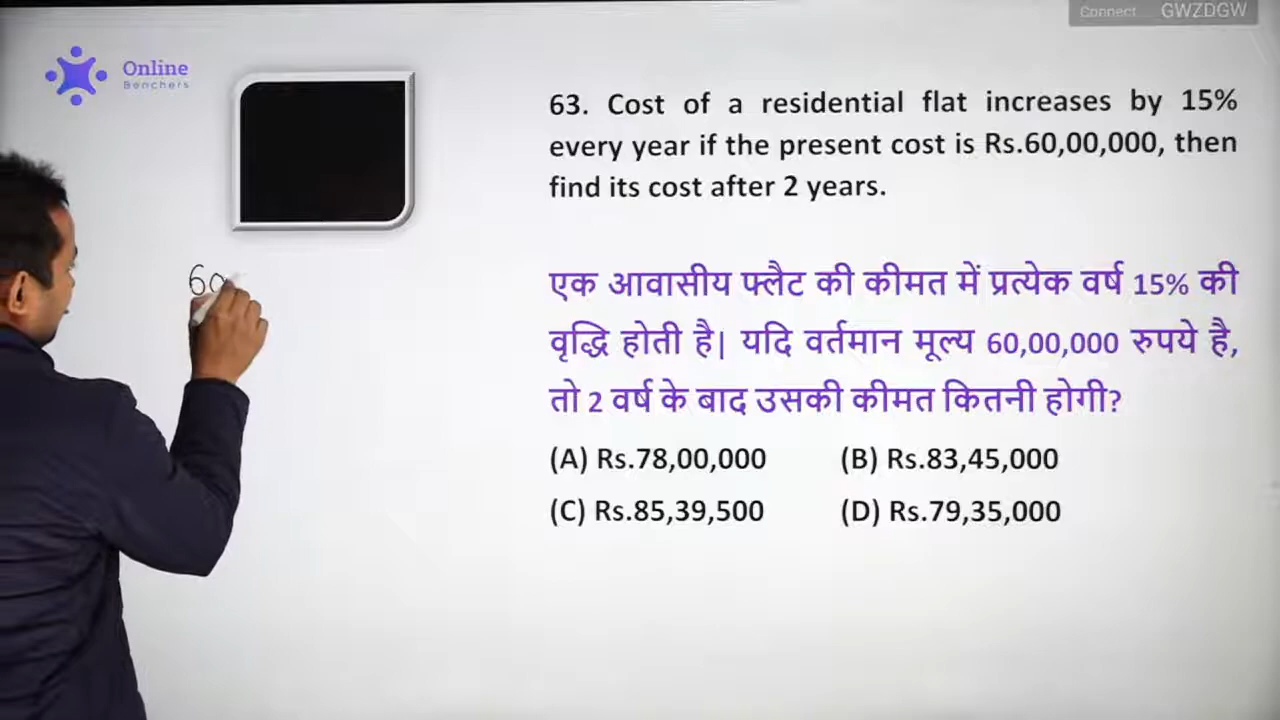 Connect GWZDGW
Online
Benchers
63. Cost of a residential flat increases by 15%
every year if the present cost is Rs.60,00,000, then
find its cost after 2 years.
60
एक आवासीय फ्लैट की कीमत में प्रत्येक वर्ष 15% की
वृद्धि होती है| यदि वर्तमान मूल्य 60,00,000 रुपये है,
तो 2 वर्ष के बाद उसकी कीमत कितनी होगी?
(A) Rs.78,00,000 (B) Rs.83,45,000
(C) Rs.85,39,500 (D) Rs.79,35,000